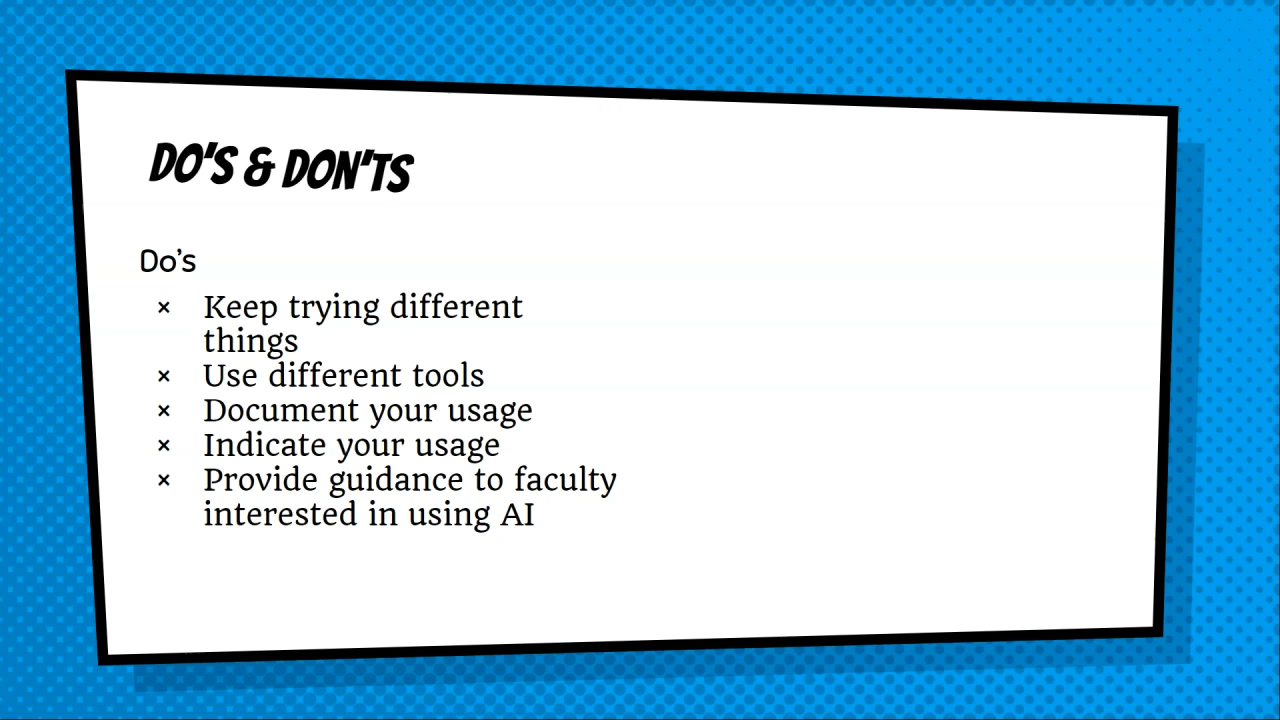 DO'S & DON'TS
Do’s
× Keep trying different
things
× Use different tools
× Document your usage
× Indicate your usage
× Provide guidance to faculty
interested in using AI